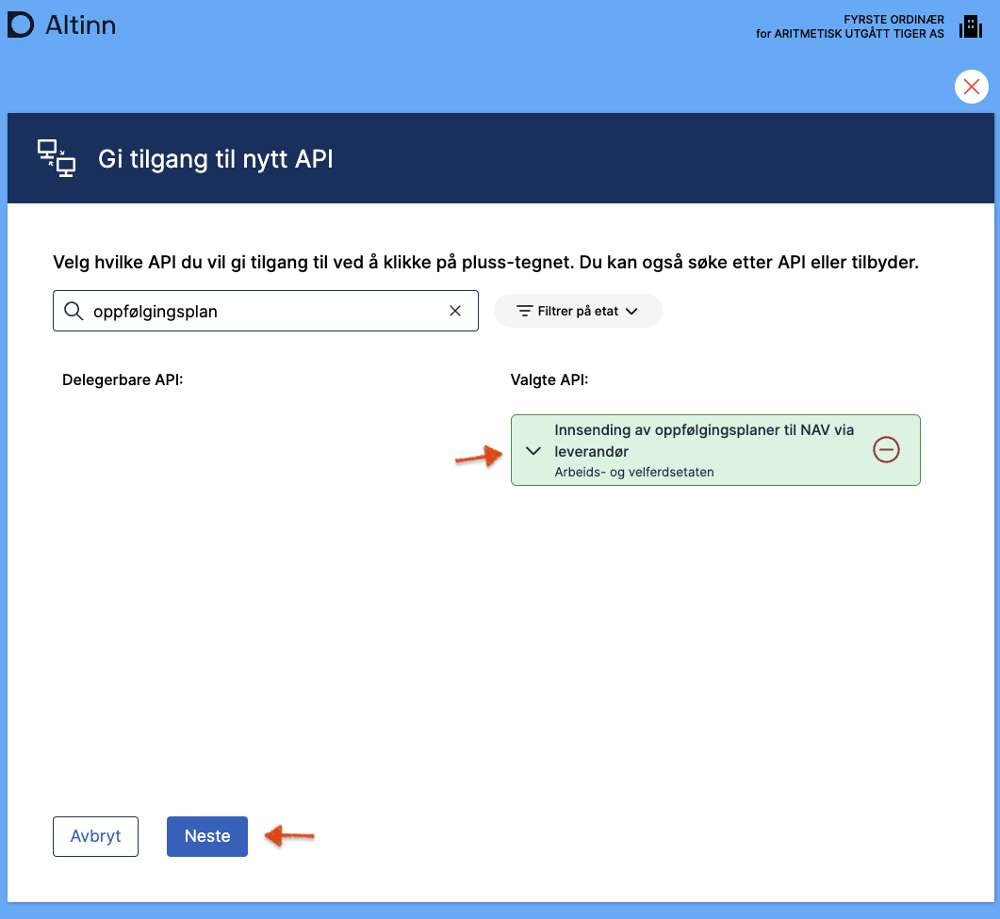 Altinn
FYRSTE ORDINÆR
for ARITMETISK UTGÅTT TIGER AS
Gi tilgang til nytt API
Velg hvilke API du vil gi tilgang til ved å klikke på pluss-tegnet. Du kan også søke etter API eller tilbyder.
oppfølgingsplan
Filtrer på etat
Delegerbare API:
Valgte API:
Innsending av oppfølgingsplaner til NAV via
leverandør
Arbeids- og velferdsetaten
Avbryt
Neste